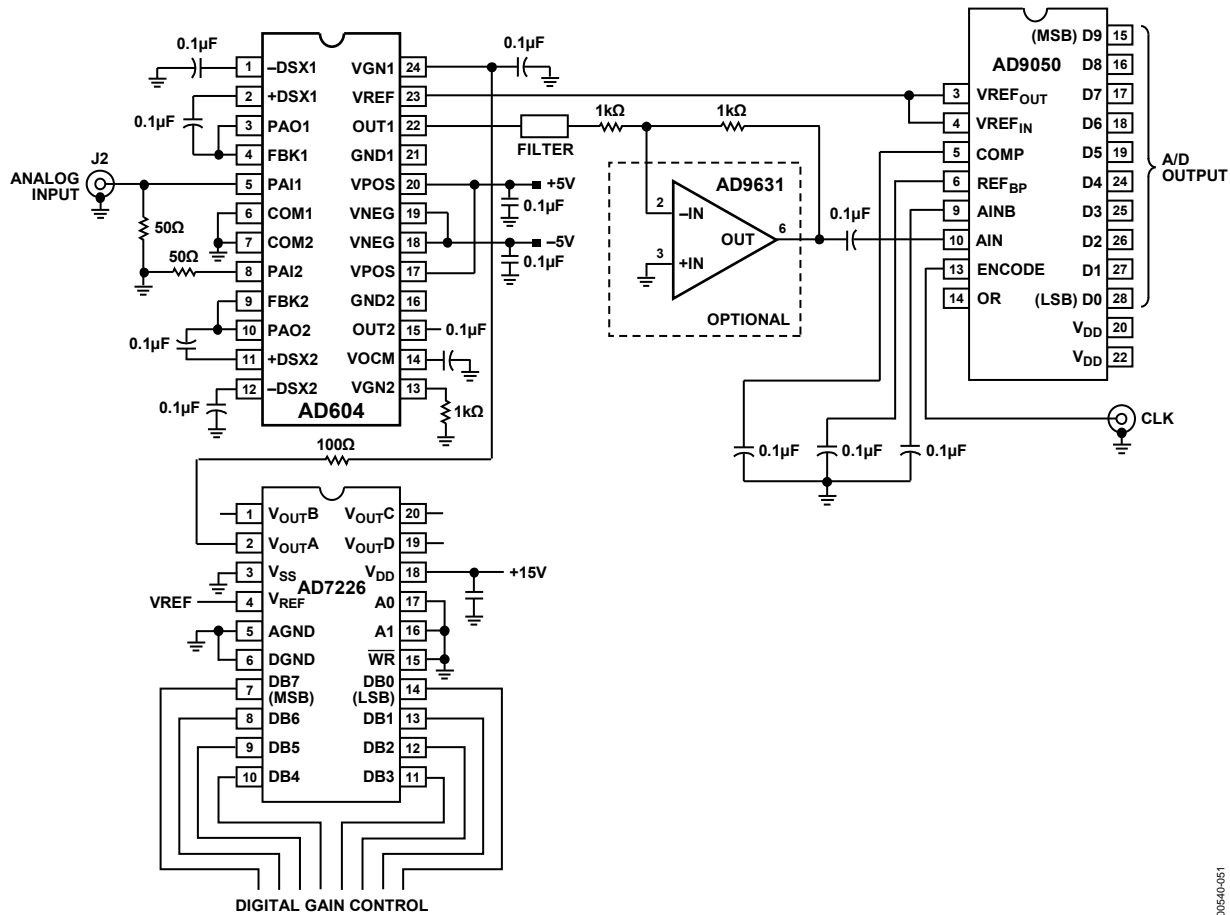 0.1µF
1 –DSX1 VGN1 24
0.1µF
2 +DSX1 VREF 23
0.1µF
3 PAO1 OUT1 22
4 FBK1 GND1 21
J2
ANALOG
INPUT
5 PAI1 VPOS 20
+5V
0.1µF
50Ω
6 COM1 VNEG 19
7 COM2 VNEG 18
–5V
0.1µF
50Ω
8 PAI2 VPOS 17
9 FBK2 GND2 16
10 PAO2 OUT2 15
0.1µF
0.1µF
11 +DSX2 VOCM 14
12 –DSX2 VGN2 13
0.1µF
AD604
1kΩ
100Ω
FILTER
1kΩ
1kΩ
AD9631
2 –IN
3 +IN
OUT 6
OPTIONAL
0.1µF
(MSB) D9 15
AD9050
D8 16
3 VREFOUT D7 17
4 VREFIN D6 18
5 COMP D5 19
6 REFBP D4 24
9 AINB D3 25
10 AIN D2 26
13 ENCODE D1 27
14 OR (LSB) D0 28
VDD 20
VDD 22
A/D
OUTPUT
CLK
0.1µF
0.1µF
0.1µF
1 VOUTB VOUTC 20
2 VOUTA VOUTD 19
3 VSS VDD 18
+15V
AD7226
VREF
4 VREF A0 17
5 AGND A1 16
6 DGND WR 15
7 DB7 DB0 14
(MSB) (LSB)
8 DB6 DB1 13
9 DB5 DB2 12
10 DB4 DB3 11
DIGITAL GAIN CONTROL
00540-051